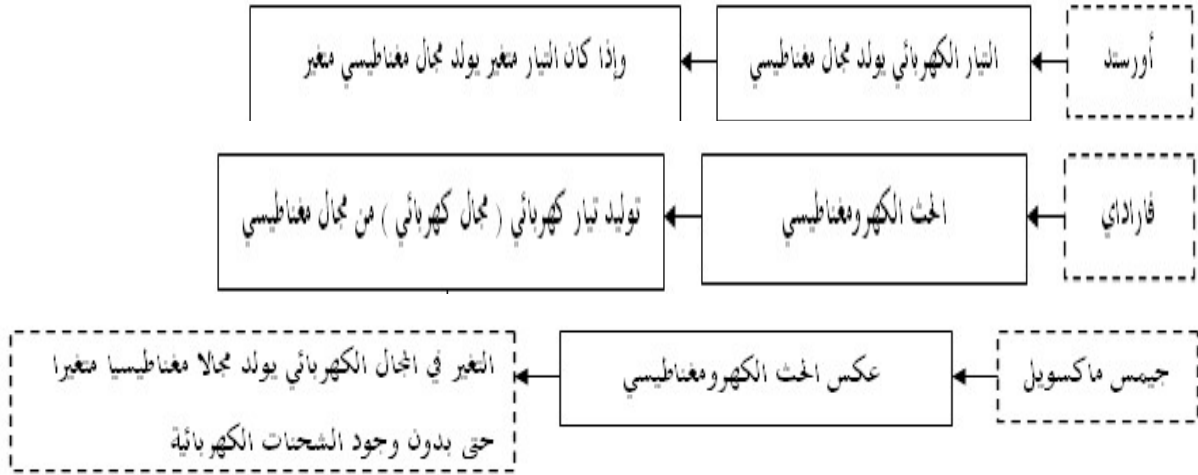 أورستد
التيار الكهربائي يولد مجال مغناطيسي
وإذا كان التيار متغير يولد مجال مغناطيسي متغير
فاراداي
الحث الكهرومغناطيسي
توليد تيار كهربائي ( مجال كهربائي ) من مجال مغناطيسي
جيمس ماكسويل
عكس الحث الكهرومغناطيسي
التغير في المجال الكهربائي يولد مجالا مغناطيسيا متغيرا
حتى بدون وجود الشحنات الكهربائية